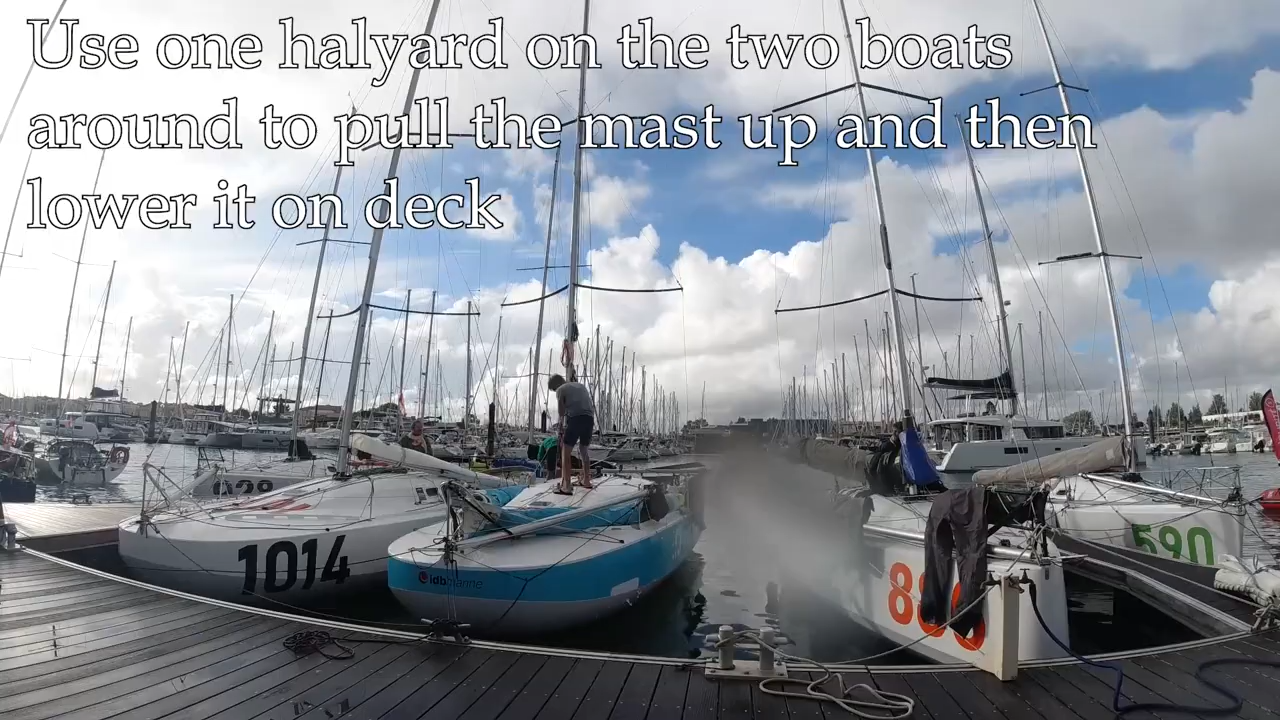 Use one halyard on the two boats
around to pull the mast up and then
lower it on deck
1014
idbmarine
590